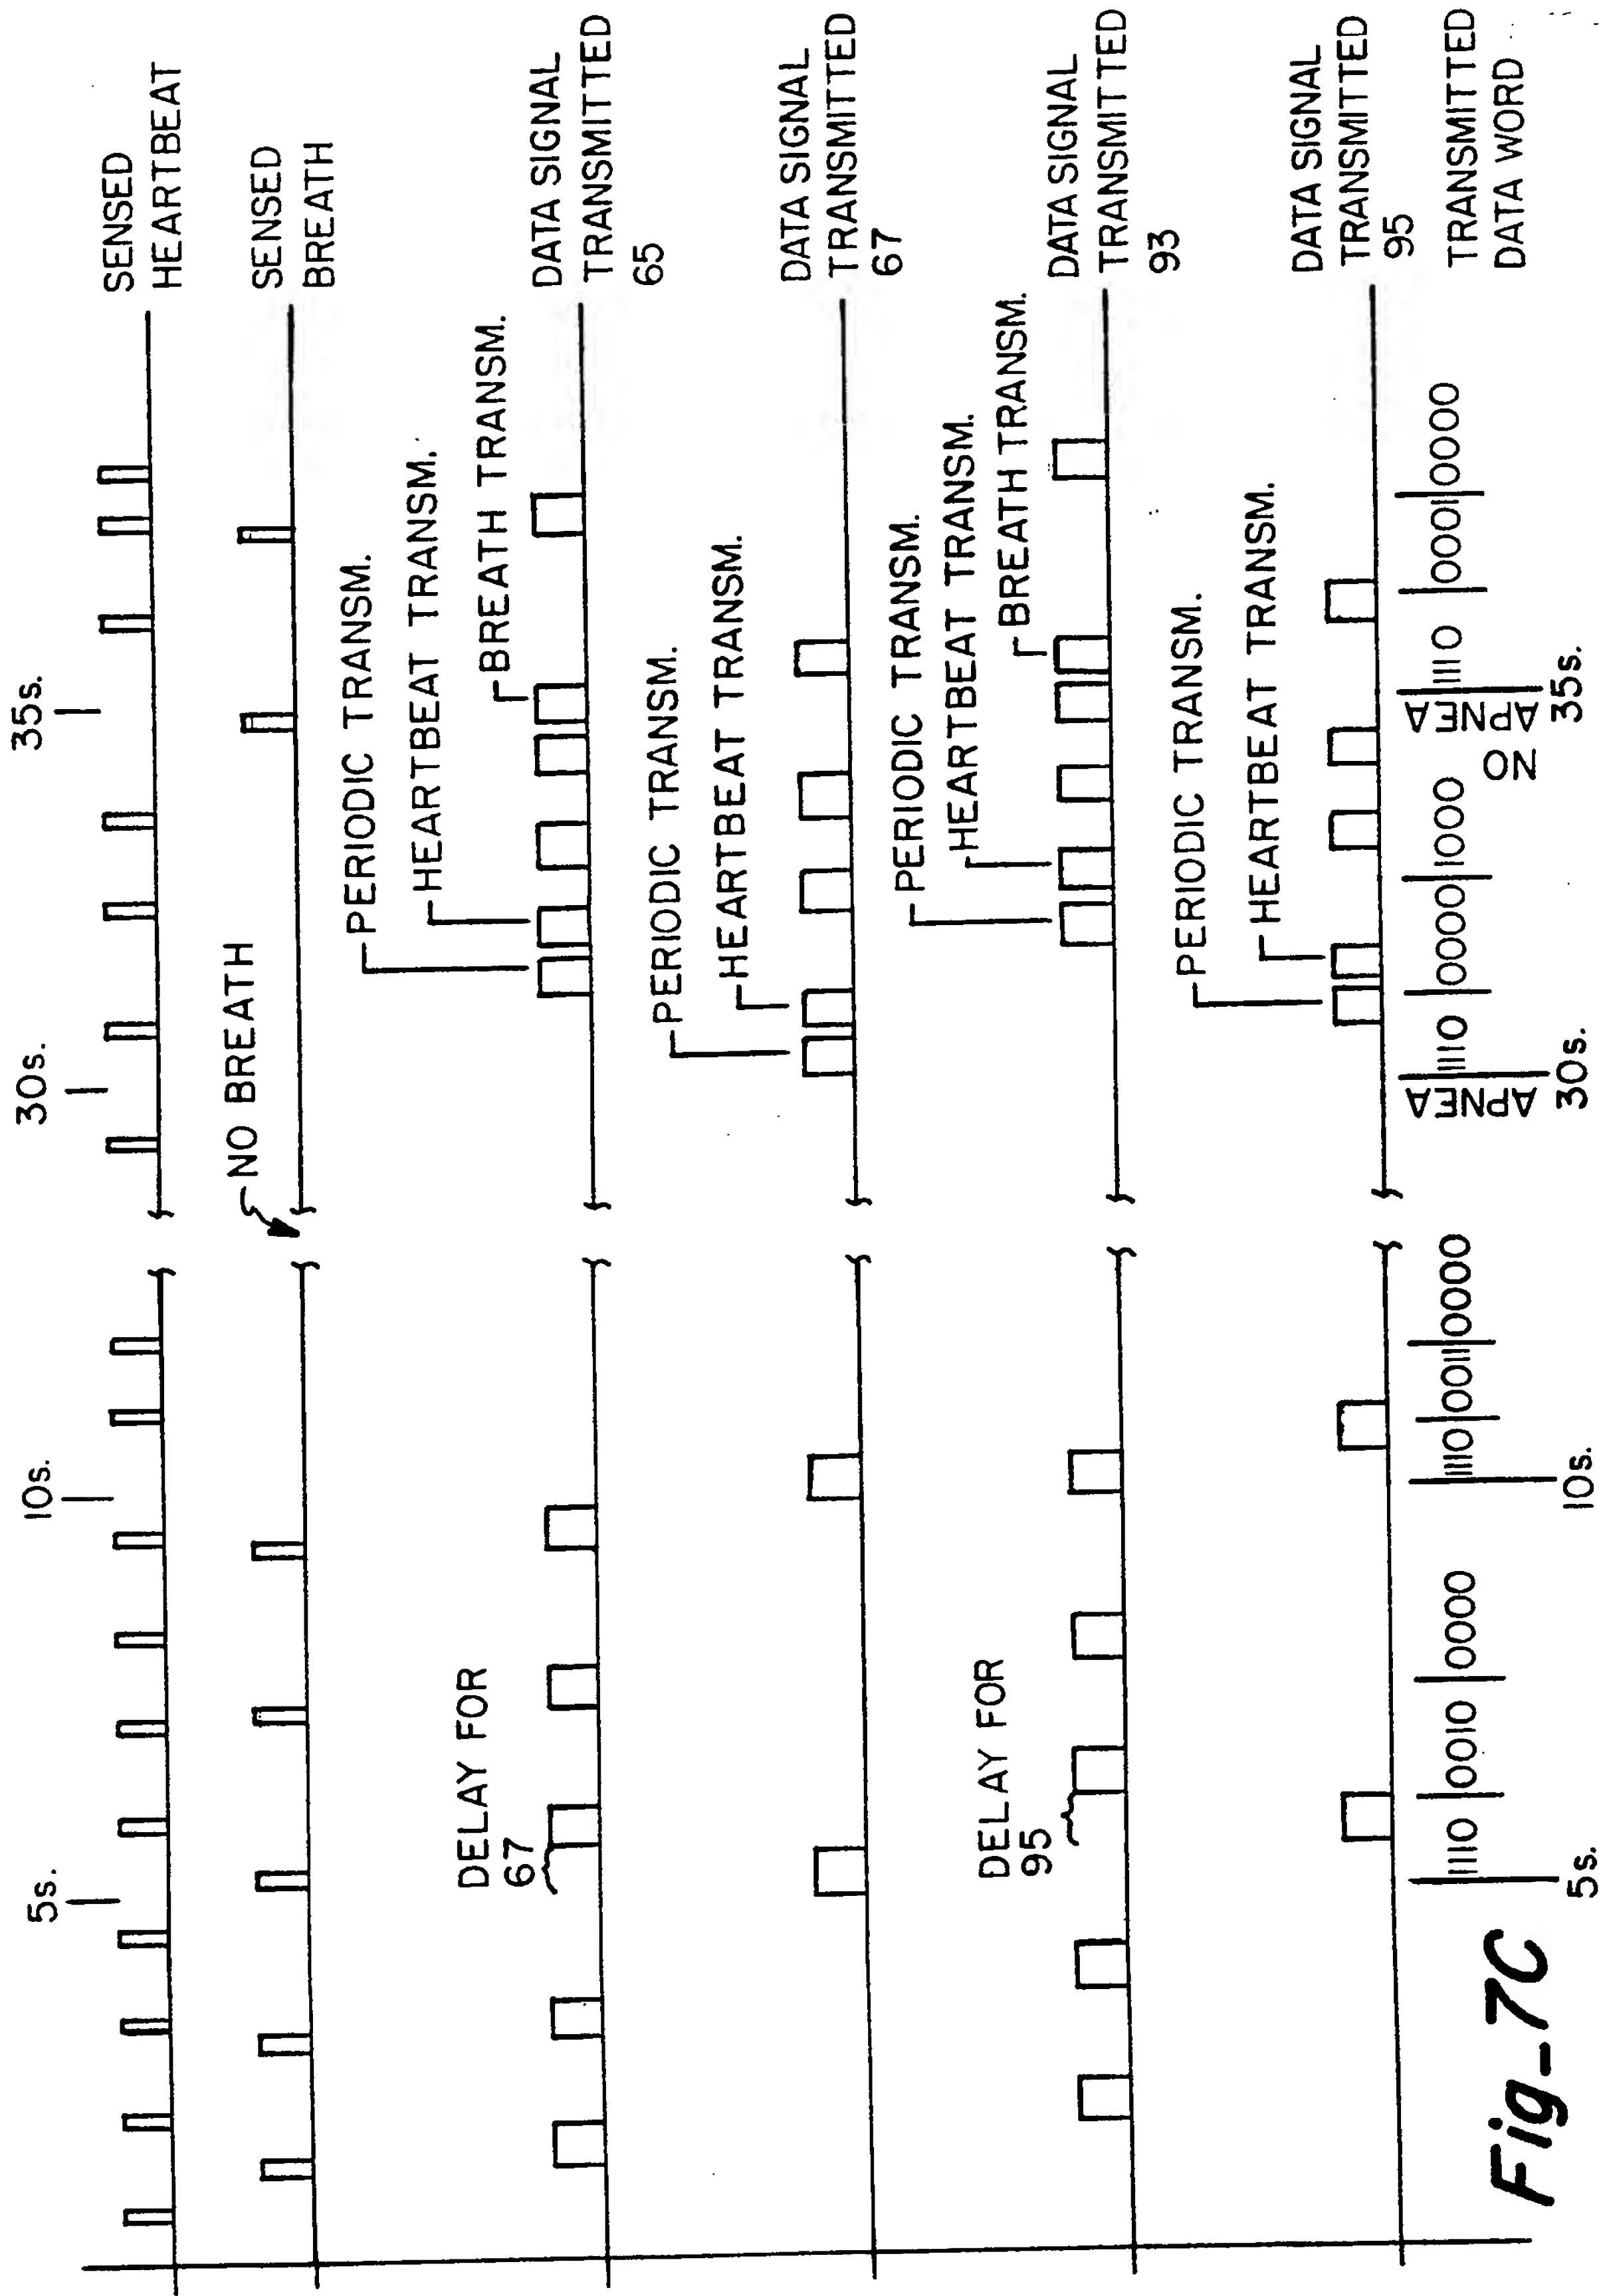 5s.
10s.
30s.
35s.
SENSED
HEARTBEAT
NO BREATH
SENSED
BREATH
PERIODIC TRANSM.
HEARTBEAT TRANSM.
BREATH TRANSM.
DELAY FOR
67
DATA SIGNAL
TRANSMITTED
65
PERIODIC TRANSM.
HEARTBEAT TRANSM.
DATA SIGNAL
TRANSMITTED
67
PERIODIC TRANSM.
HEARTBEAT TRANSM.
BREATH TRANSM.
DELAY FOR
95
DATA SIGNAL
TRANSMITTED
93
PERIODIC TRANSM.
HEARTBEAT TRANSM.
DATA SIGNAL
TRANSMITTED
95
1110 0010 0000
1110 0011 0000
APNEA
1110 0000 1000
NO
APNEA
1110 0001 0000
TRANSMITTED
DATA WORD
5s.
10s.
30s.
35s.
Fig_7C